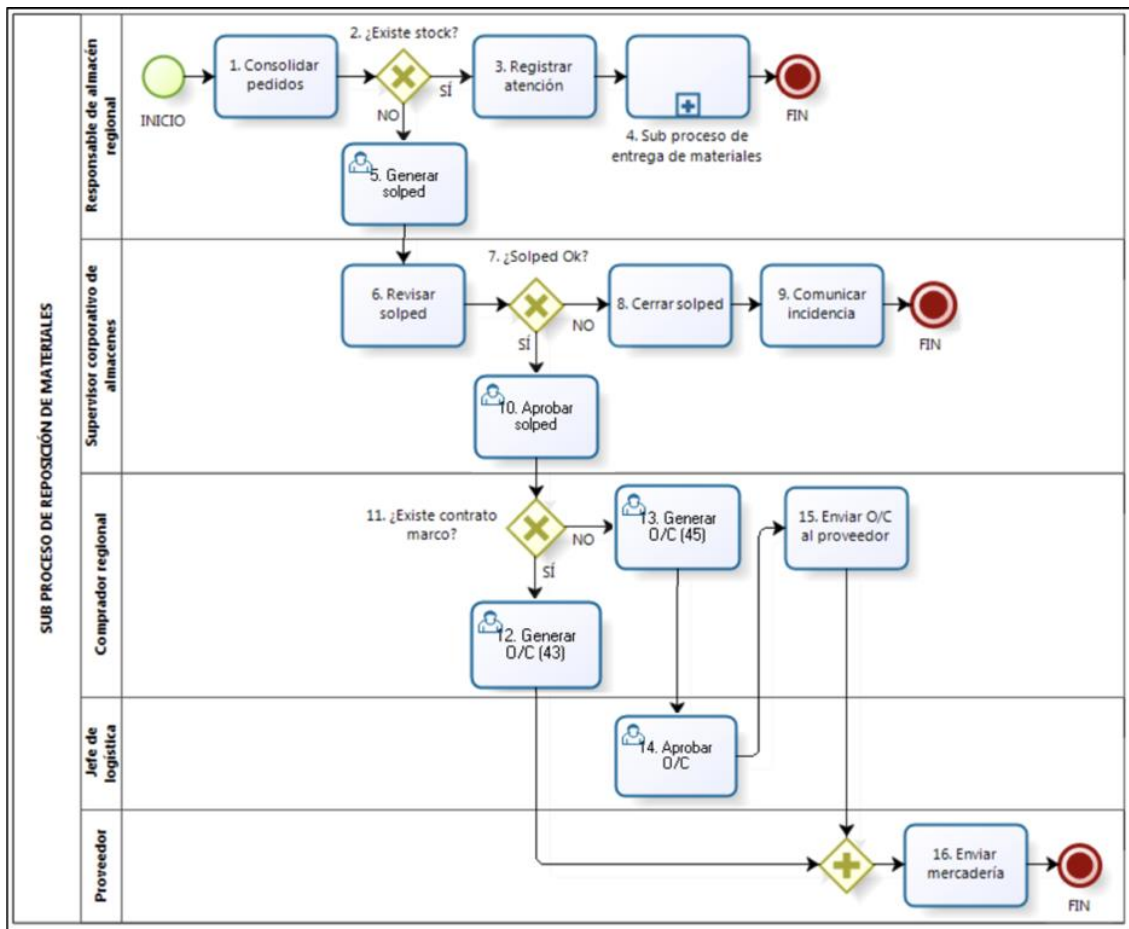 SUB PROCESO DE REPOSICIÓN DE MATERIALES
Responsable de almacén
regional
INICIO
1. Consolidar
pedidos
2. ¿Existe stock?
SÍ
NO
3. Registrar
atención
4. Sub proceso de
entrega de materiales
FIN
5. Generar
solped
Supervisor corporativo de
almacenes
6. Revisar
solped
7. ¿Solped Ok?
NO
SÍ
8. Cerrar solped
9. Comunicar
incidencia
FIN
10. Aprobar
solped
Comprador regional
11. ¿Existe contrato
marco?
NO
SÍ
13. Generar
O/C (45)
15. Enviar O/C
al proveedor
12. Generar
O/C (43)
Jefe de
logística
14. Aprobar
O/C
Proveedor
16. Enviar
mercadería
FIN